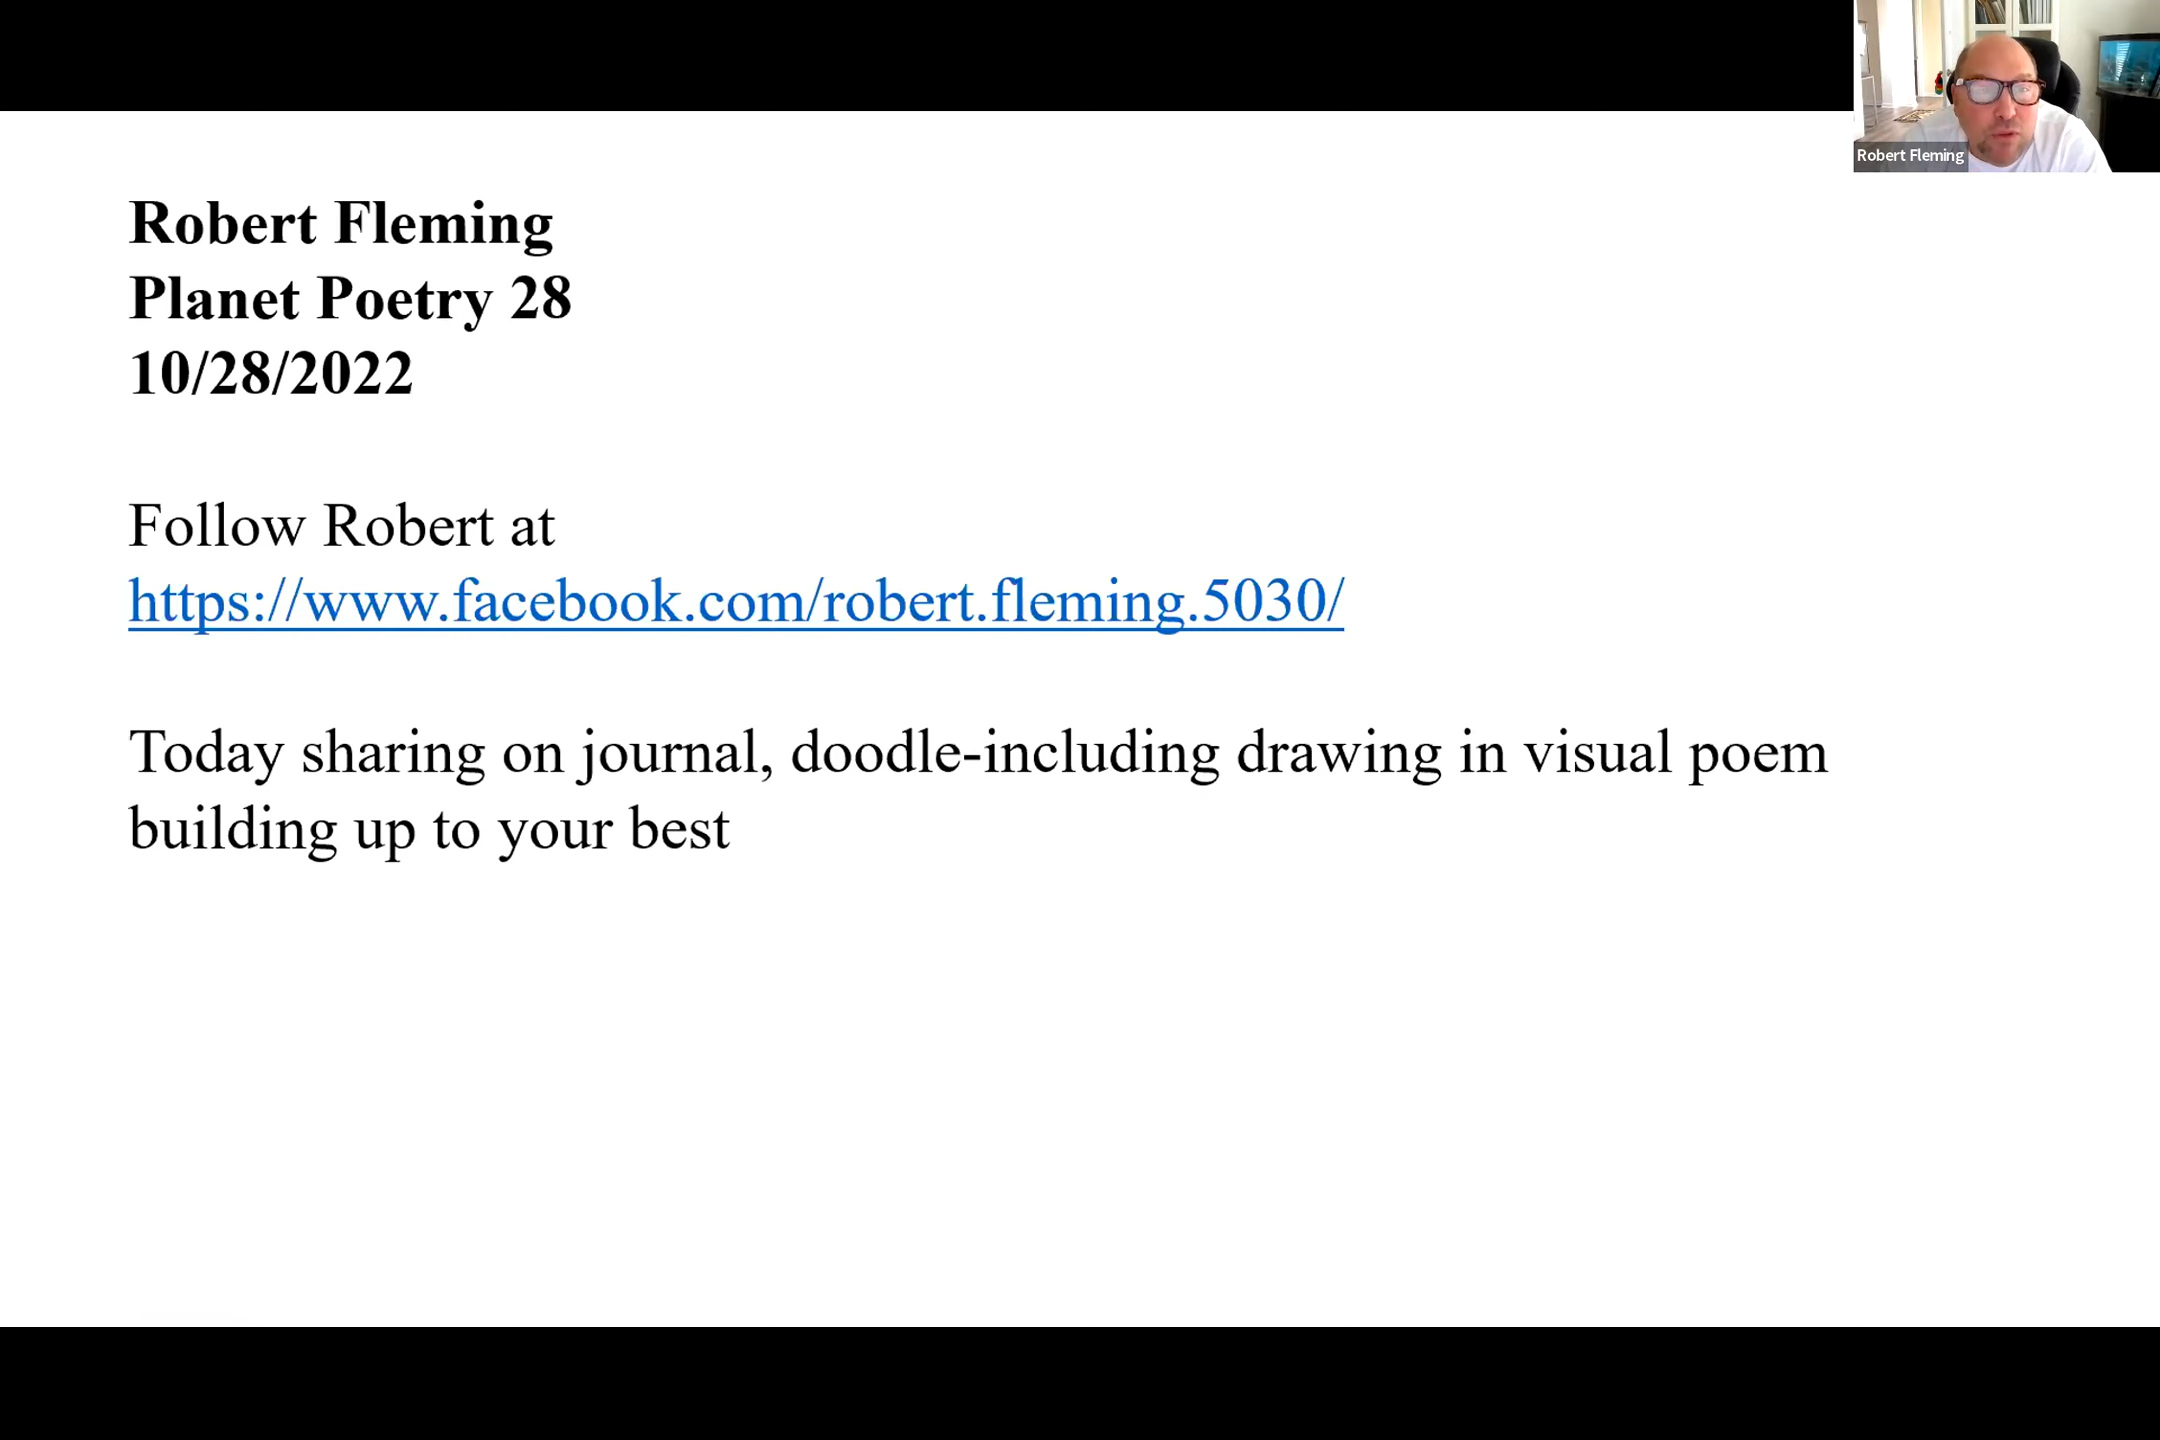 Robert Fleming
Robert Fleming
Planet Poetry 28
10/28/2022
Follow Robert at
https://www.facebook.com/robert.fleming.5030/
Today sharing on journal, doodle-including drawing in visual poem
building up to your best